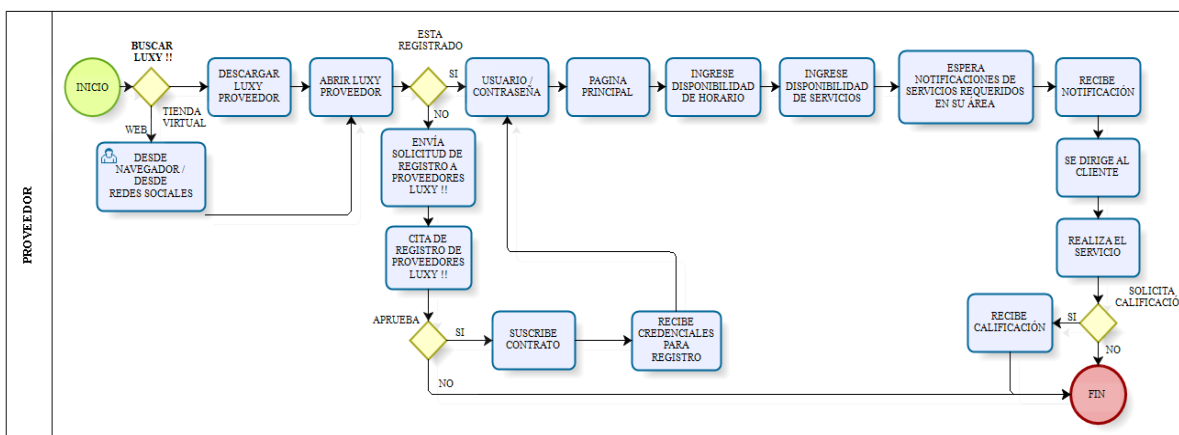 PROVEEDOR
INICIO
BUSCAR
LUXY !!
TIENDA
VIRTUAL
WEB
DESCARGAR
LUXY
PROVEEDOR
DESDE
NAVEGADOR /
DESDE
REDES SOCIALES
ABRIR LUXY
PROVEEDOR
ESTA
REGISTRADO
SI
NO
USUARIO /
CONTRASEÑA
PAGINA
PRINCIPAL
INGRESE
DISPONIBILIDAD
DE HORARIO
INGRESE
DISPONIBILIDAD
DE SERVICIOS
ESPERA
NOTIFICACIONES DE
SERVICIOS REQUERIDOS
EN SU ÁREA
RECIBE
NOTIFICACIÓN
ENVÍA
SOLICITUD DE
REGISTRO A
PROVEEDORES
LUXY !!
CITA DE
REGISTRO DE
PROVEEDORES
LUXY !!
APRUEBA
SI
NO
SUSCRIBE
CONTRATO
RECIBE
CREDENCIALES
PARA
REGISTRO
SE DIRIGE AL
CLIENTE
REALIZA EL
SERVICIO
SOLICITA
CALIFICACIÓ
SI
NO
RECIBE
CALIFICACIÓN
FIN